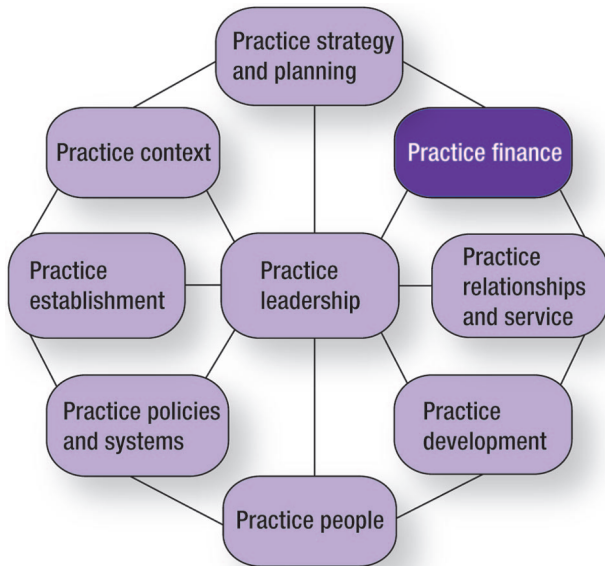 Practice strategy
and planning
Practice context
Practice finance
Practice
establishment
Practice
leadership
Practice
relationships
and service
Practice policies
and systems
Practice
development
Practice people